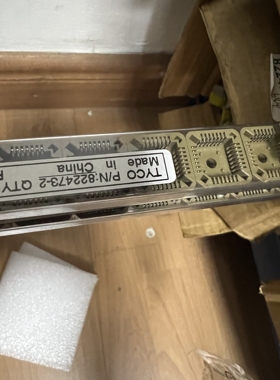 TYCO P/N:822473-2 QTY
Made In China